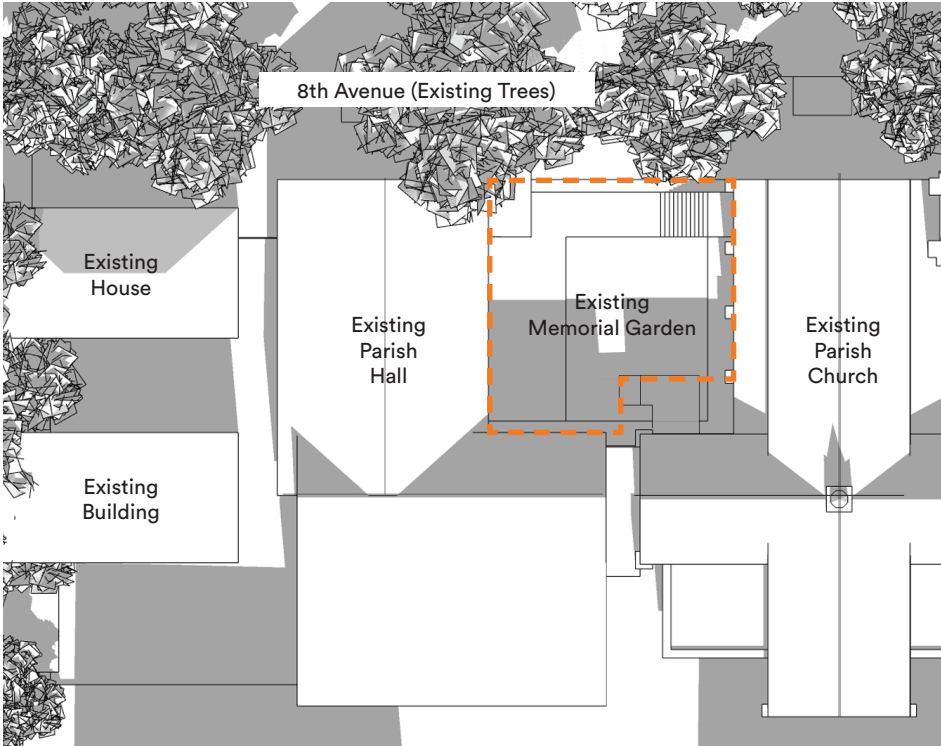 8th Avenue (Existing Trees)
Existing
House
Existing
Parish
Hall
Existing
Memorial Garden
Existing
Parish
Church
Existing
Building